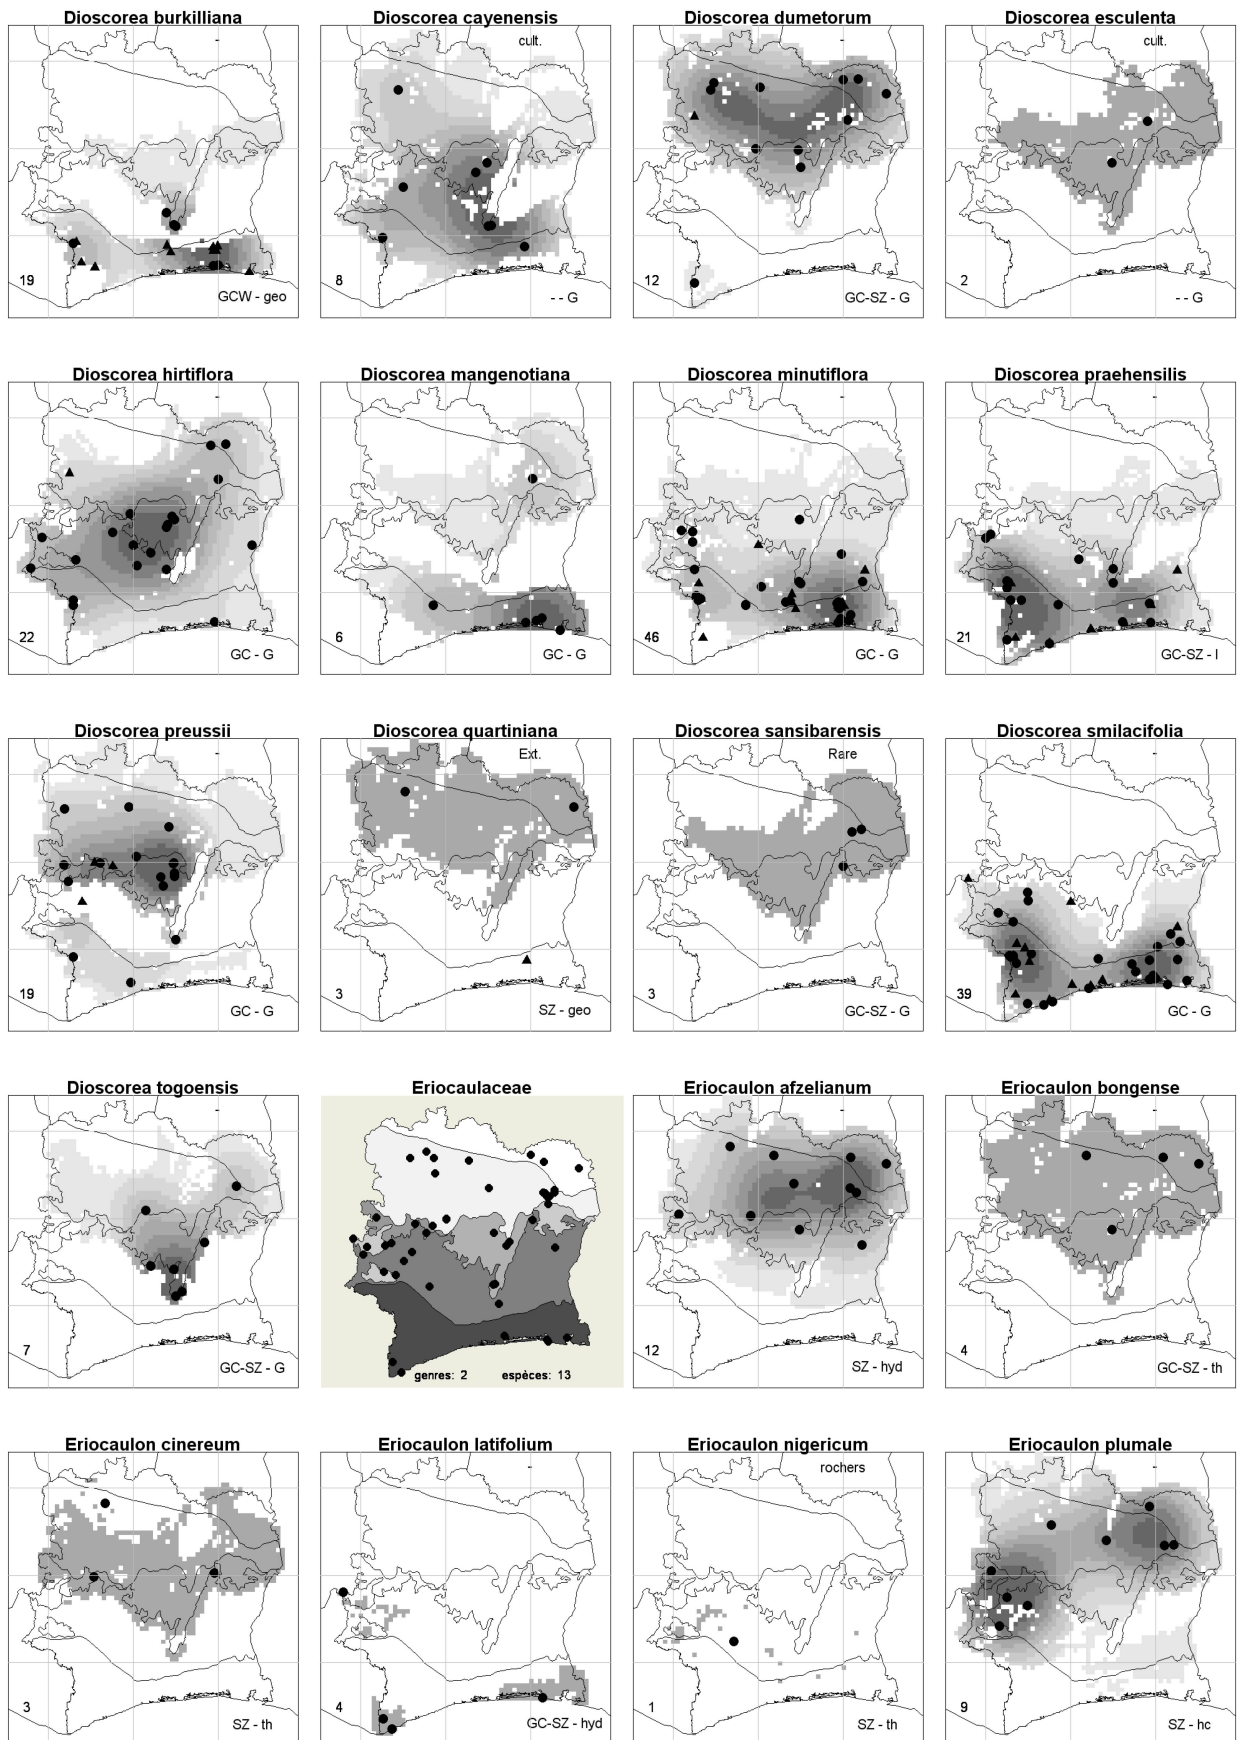 Dioscorea burkilliana
19
GCW - geo
Dioscorea cayenensis
cult.
8
- - G
Dioscorea dumetorum
12
GC-SZ - G
Dioscorea esculenta
cult.
2
- - G
Dioscorea hirtiflora
22
GC - G
Dioscorea mangenotiana
6
GC - G
Dioscorea minutiflora
46
GC - G
Dioscorea praehensilis
21
GC-SZ - l
Dioscorea preussii
19
GC - G
Dioscorea quartiniana
Ext.
3
SZ - geo
Dioscorea sansibarensis
Rare
3
GC-SZ - G
Dioscorea smilacifolia
39
GC - G
Dioscorea togoensis
7
GC-SZ - G
Eriocaulaceae
genres: 2 espèces: 13
Eriocaulon afzelianum
12
SZ - hyd
Eriocaulon bongense
4
GC-SZ - th
Eriocaulon cinereum
3
SZ - th
Eriocaulon latifolium
4
GC-SZ - hyd
Eriocaulon nigericum
rochers
1
SZ - th
Eriocaulon plumale
9
SZ - hc